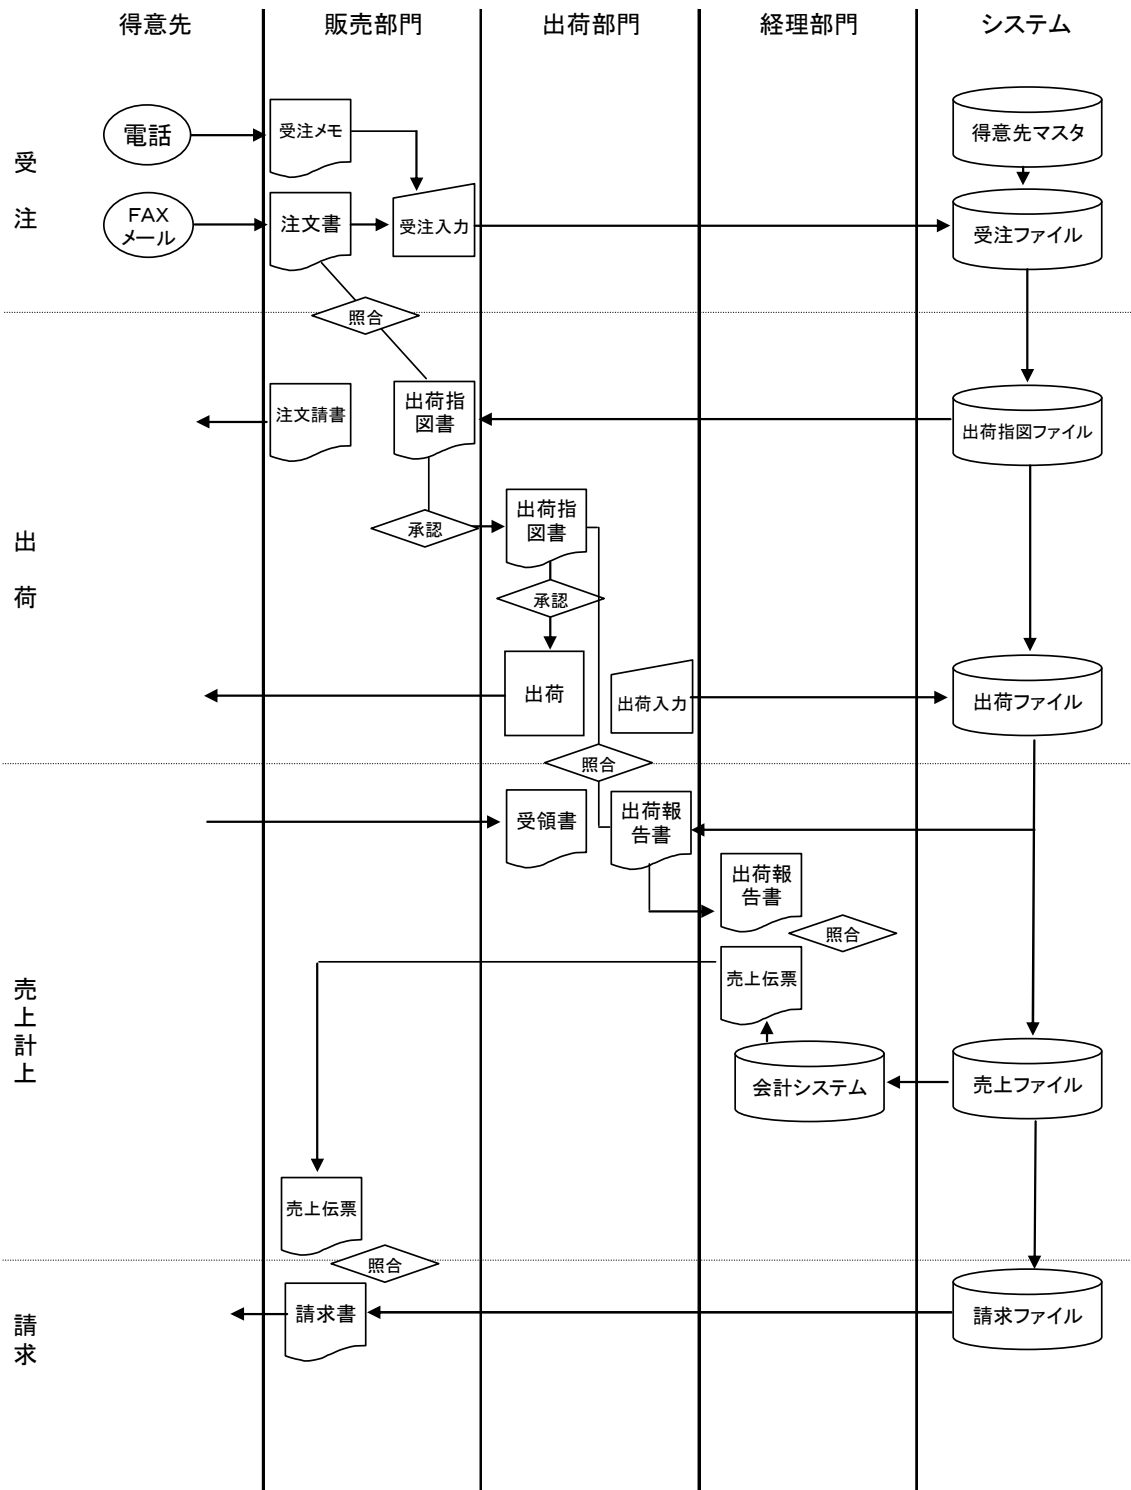 得意先
販売部門
出荷部門
経理部門
システム
受
注
電話
受注メモ
得意先マスタ
FAX
メール
注文書
受注入力
受注ファイル
照合
出
荷
注文請書
出荷指
図書
出荷指図ファイル
承認
出荷指
図書
承認
出荷
出荷入力
出荷ファイル
照合
売
上
計
上
受領書
出荷報
告書
出荷報
告書
照合
売上伝票
会計システム
売上ファイル
売上伝票
照合
請
求
請求書
請求ファイル